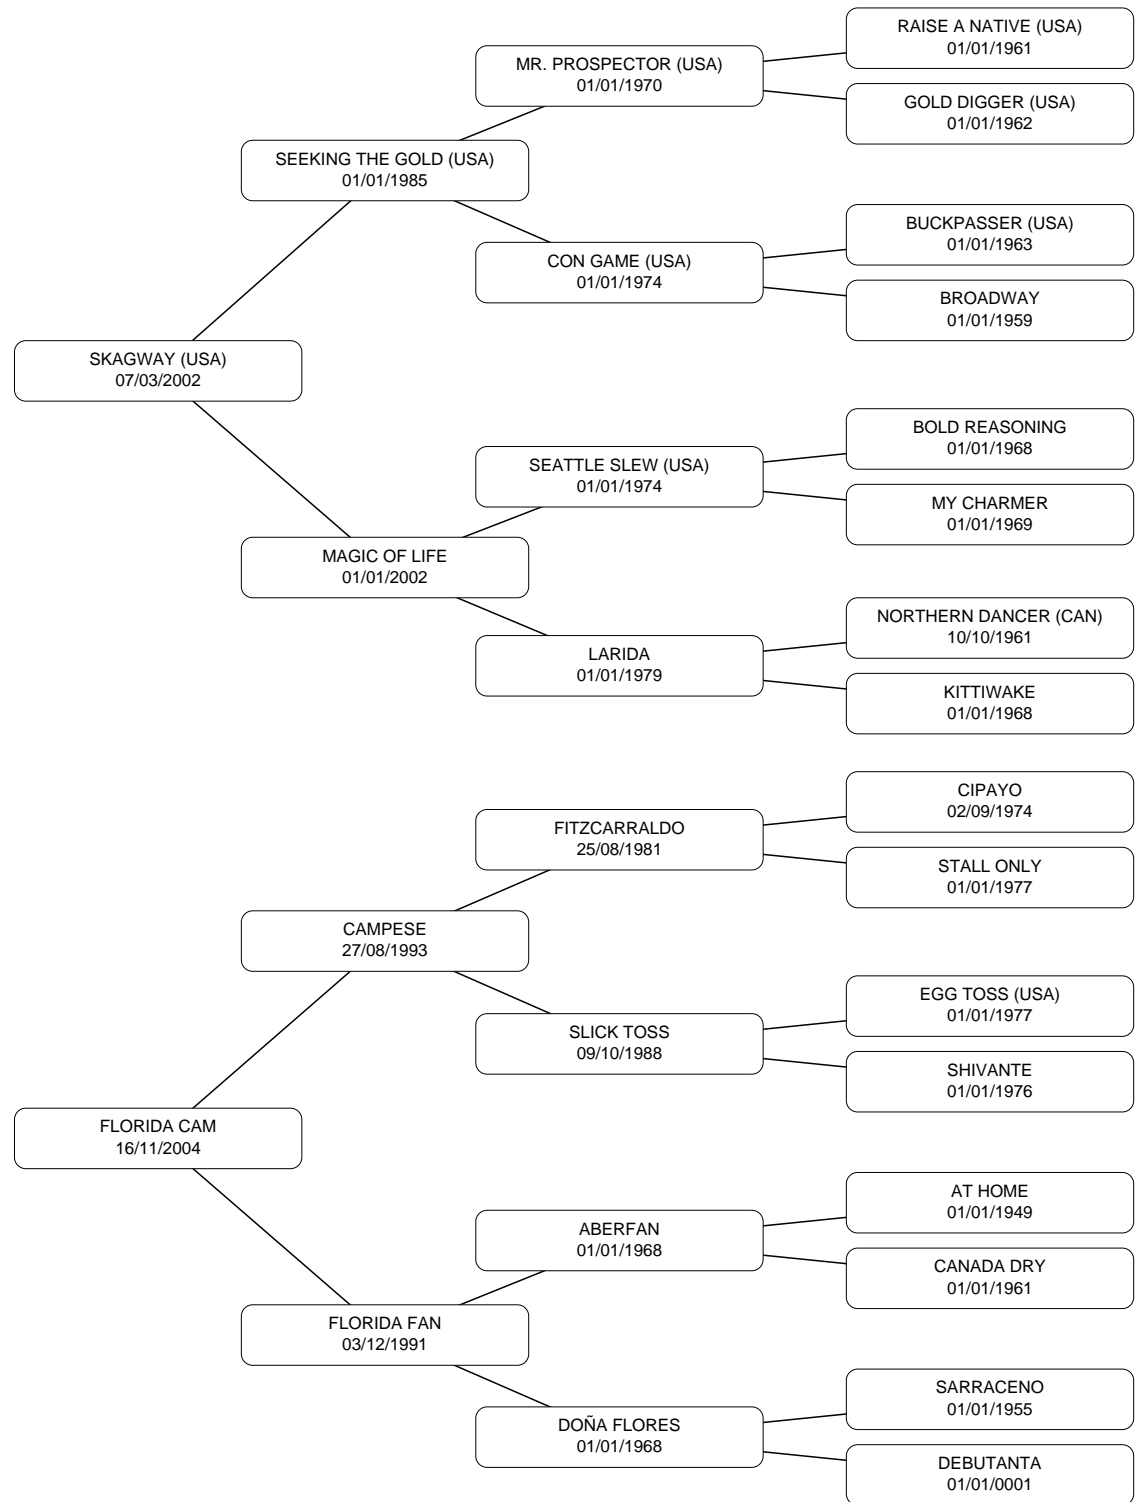 RAISE A NATIVE (USA)
01/01/1961
MR. PROSPECTOR (USA)
01/01/1970
GOLD DIGGER (USA)
01/01/1962
SEEKING THE GOLD (USA)
01/01/1985
BUCKPASSER (USA)
01/01/1963
CON GAME (USA)
01/01/1974
BROADWAY
01/01/1959
SKAGWAY (USA)
07/03/2002
BOLD REASONING
01/01/1968
SEATTLE SLEW (USA)
01/01/1974
MY CHARMER
01/01/1969
MAGIC OF LIFE
01/01/2002
NORTHERN DANCER (CAN)
10/10/1961
LARIDA
01/01/1979
KITTIWAKE
01/01/1968
CIPAYO
02/09/1974
FITZCARRALDO
25/08/1981
STALL ONLY
01/01/1977
CAMPESE
27/08/1993
EGG TOSS (USA)
01/01/1977
SLICK TOSS
09/10/1988
SHIVANTE
01/01/1976
FLORIDA CAM
16/11/2004
AT HOME
01/01/1949
ABERFAN
01/01/1968
CANADA DRY
01/01/1961
FLORIDA FAN
03/12/1991
SARRACENO
01/01/1955
DOÑA FLORES
01/01/1968
DEBUTANTA
01/01/0001